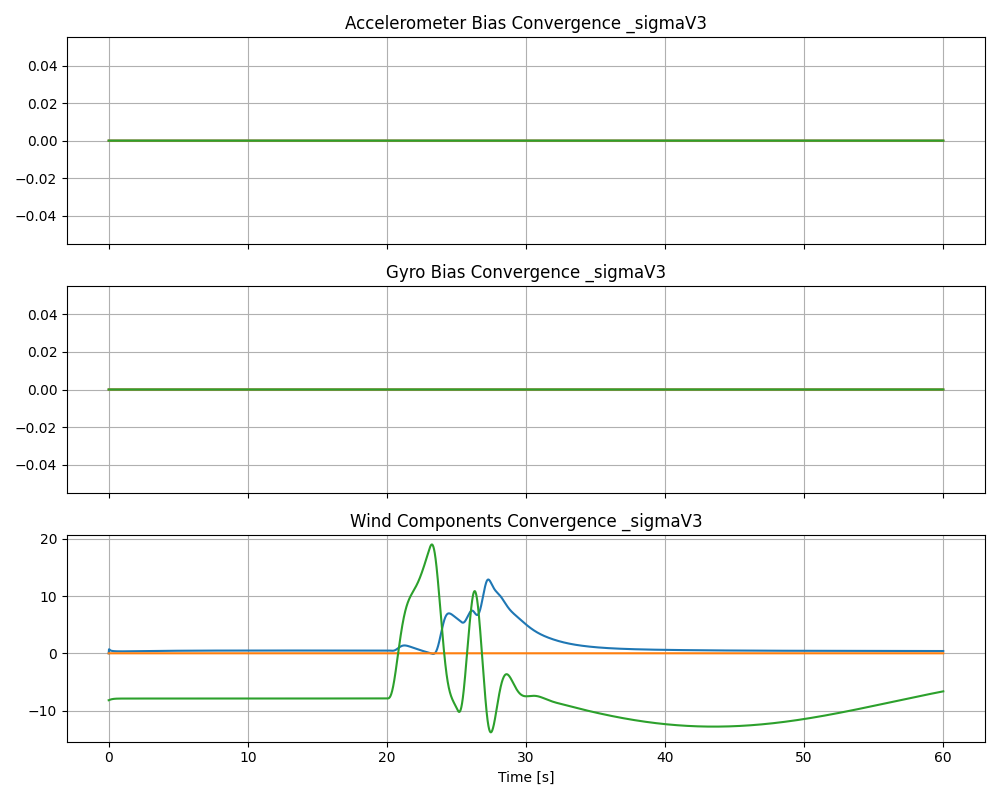 Accelerometer Bias Convergence _sigmaV3
0.04
0.02
0.00
−0.02
−0.04
Gyro Bias Convergence _sigmaV3
0.04
0.02
0.00
−0.02
−0.04
Wind Components Convergence _sigmaV3
20
10
0
−10
0 10 20 30 40 50 60
Time [s]